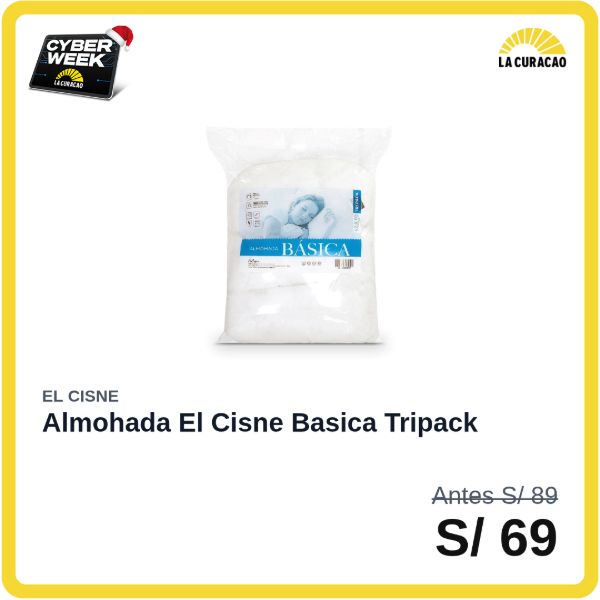 CYBER
WEEK
LA CURACAO
LA CURACAO
ALMOHADA BÁSICA
EL CISNE
Almohada El Cisne Basica Tripack
Antes S/ 89
S/ 69